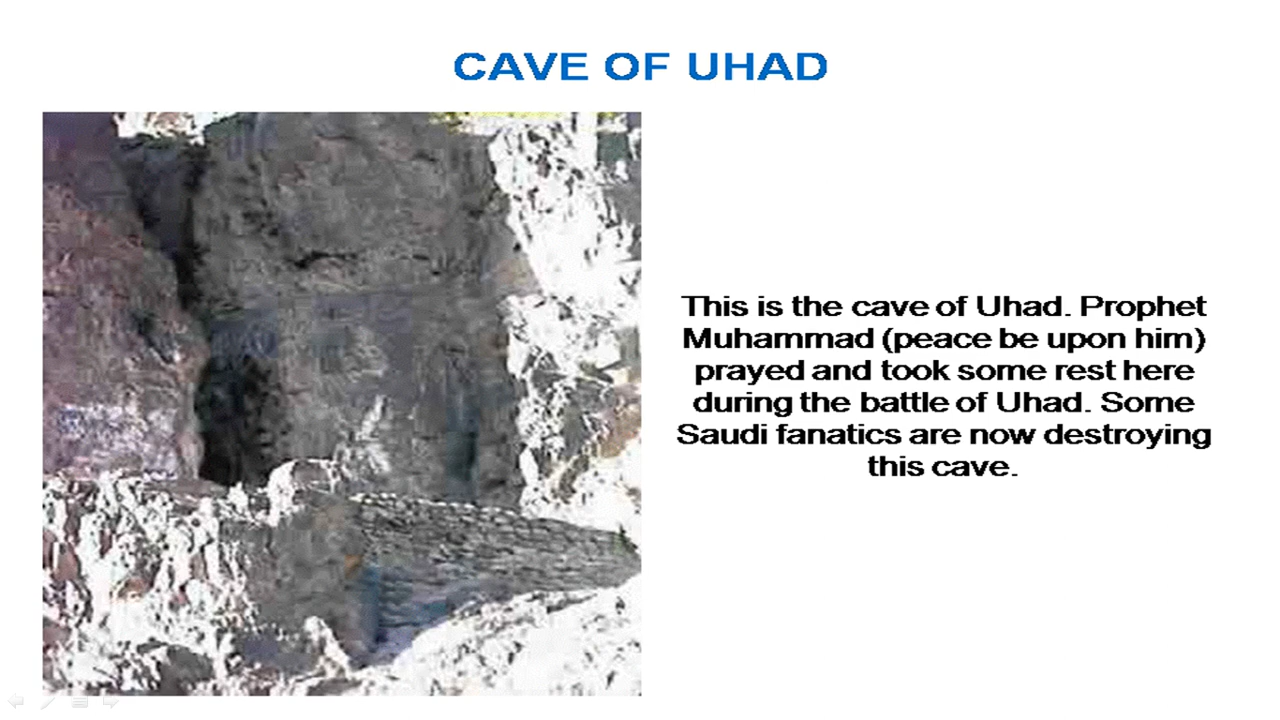 CAVE OF UHAD
This is the cave of Uhad. Prophet
Muhammad (peace be upon him)
prayed and took some rest here
during the battle of Uhad. Some
Saudi fanatics are now destroying
this cave.